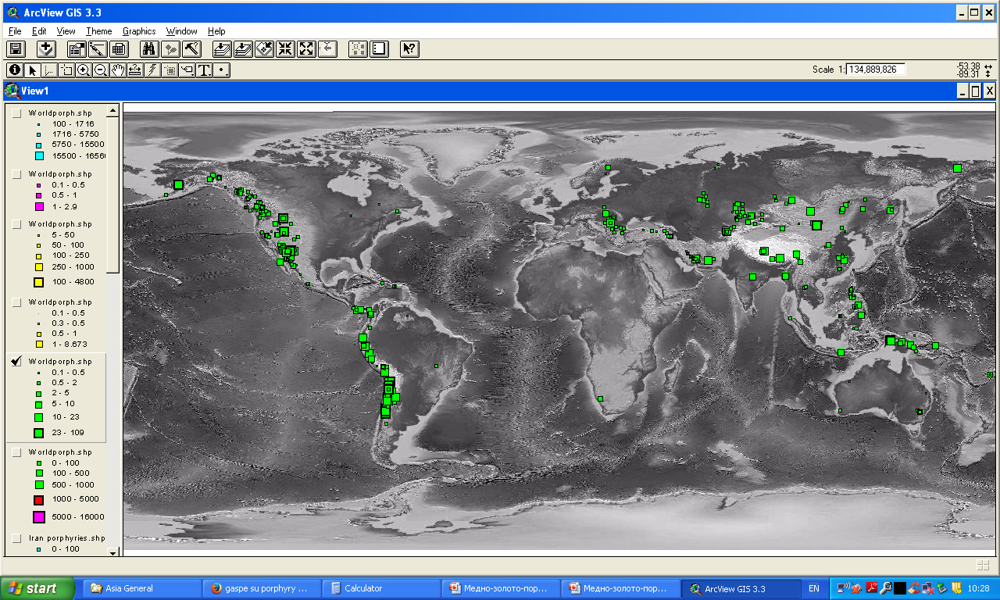 ArcView GIS 3.3
File Edit View Theme Graphics Window Help
Scale 1: 134,889,826
-53.39
-89.31
View1
Worldporph.shp
100 - 1716
1716 - 5750
5750 - 15500
15500 - 1656
Worldporph.shp
0.5 - 0.5
0.5 - 1
1 - 2.9
Worldporph.shp
5 - 50
50 - 100
100 - 250
250 - 1000
100 - 4800
Worldporph.shp
0.1 - 0.5
0.3 - 0.5
0.5 - 1
1 - 8.673
Worldporph.shp
0.1 - 0.5
0.5 - 2
2 - 5
5 - 10
10 - 23
23 - 109
Worldporph.shp
0 - 100
100 - 500
500 - 1000
1000 - 5000
5000 - 16000
Iran porphyries.shp
0 - 100
start Asia General gaspe su porphyry ... Calculator Медно-золото-пор... Медно-золото-пор... ArcView GIS 3.3 EN 10:28